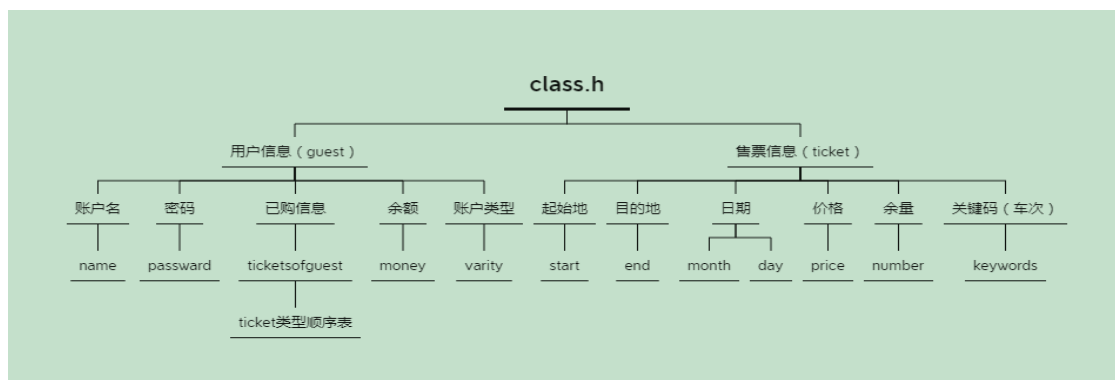 class.h
用户信息（guest）
售票信息（ticket）
账户名 密码 已购信息 余额 账户类型 起始地 目的地 日期 价格 余量 关键码（车次）
name passward ticketsofguest money varity start end month day price number keywords
ticket类型顺序表